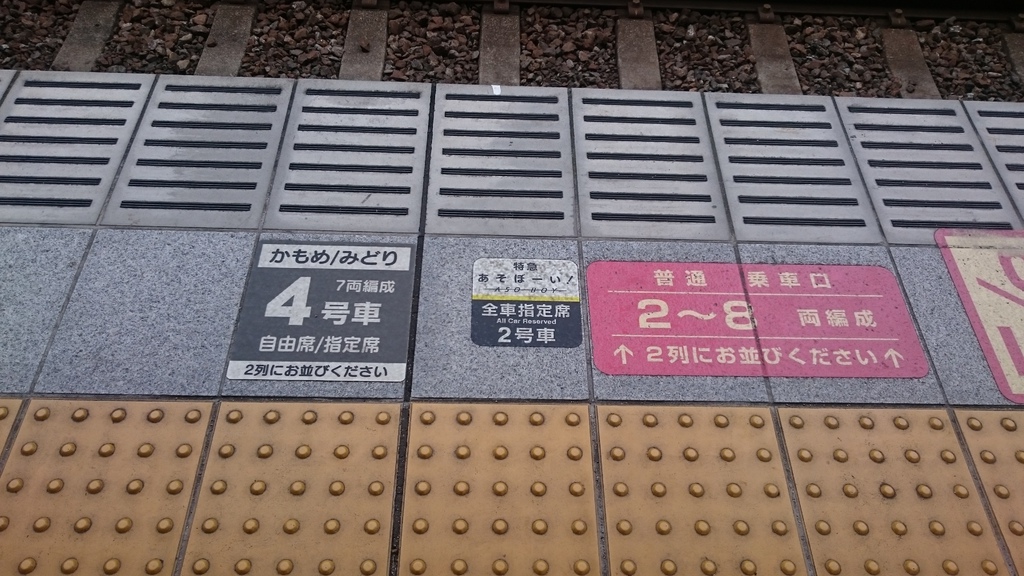 かもめ/みどり
4号車 7両編成
自由席/指定席
2列にお並びください
特急
あそぼーい!
ASO-BOY
全車指定席
All Car Reserved
2号車
普通 乗車口
2〜8 両編成
↑ 2列にお並びください ↑